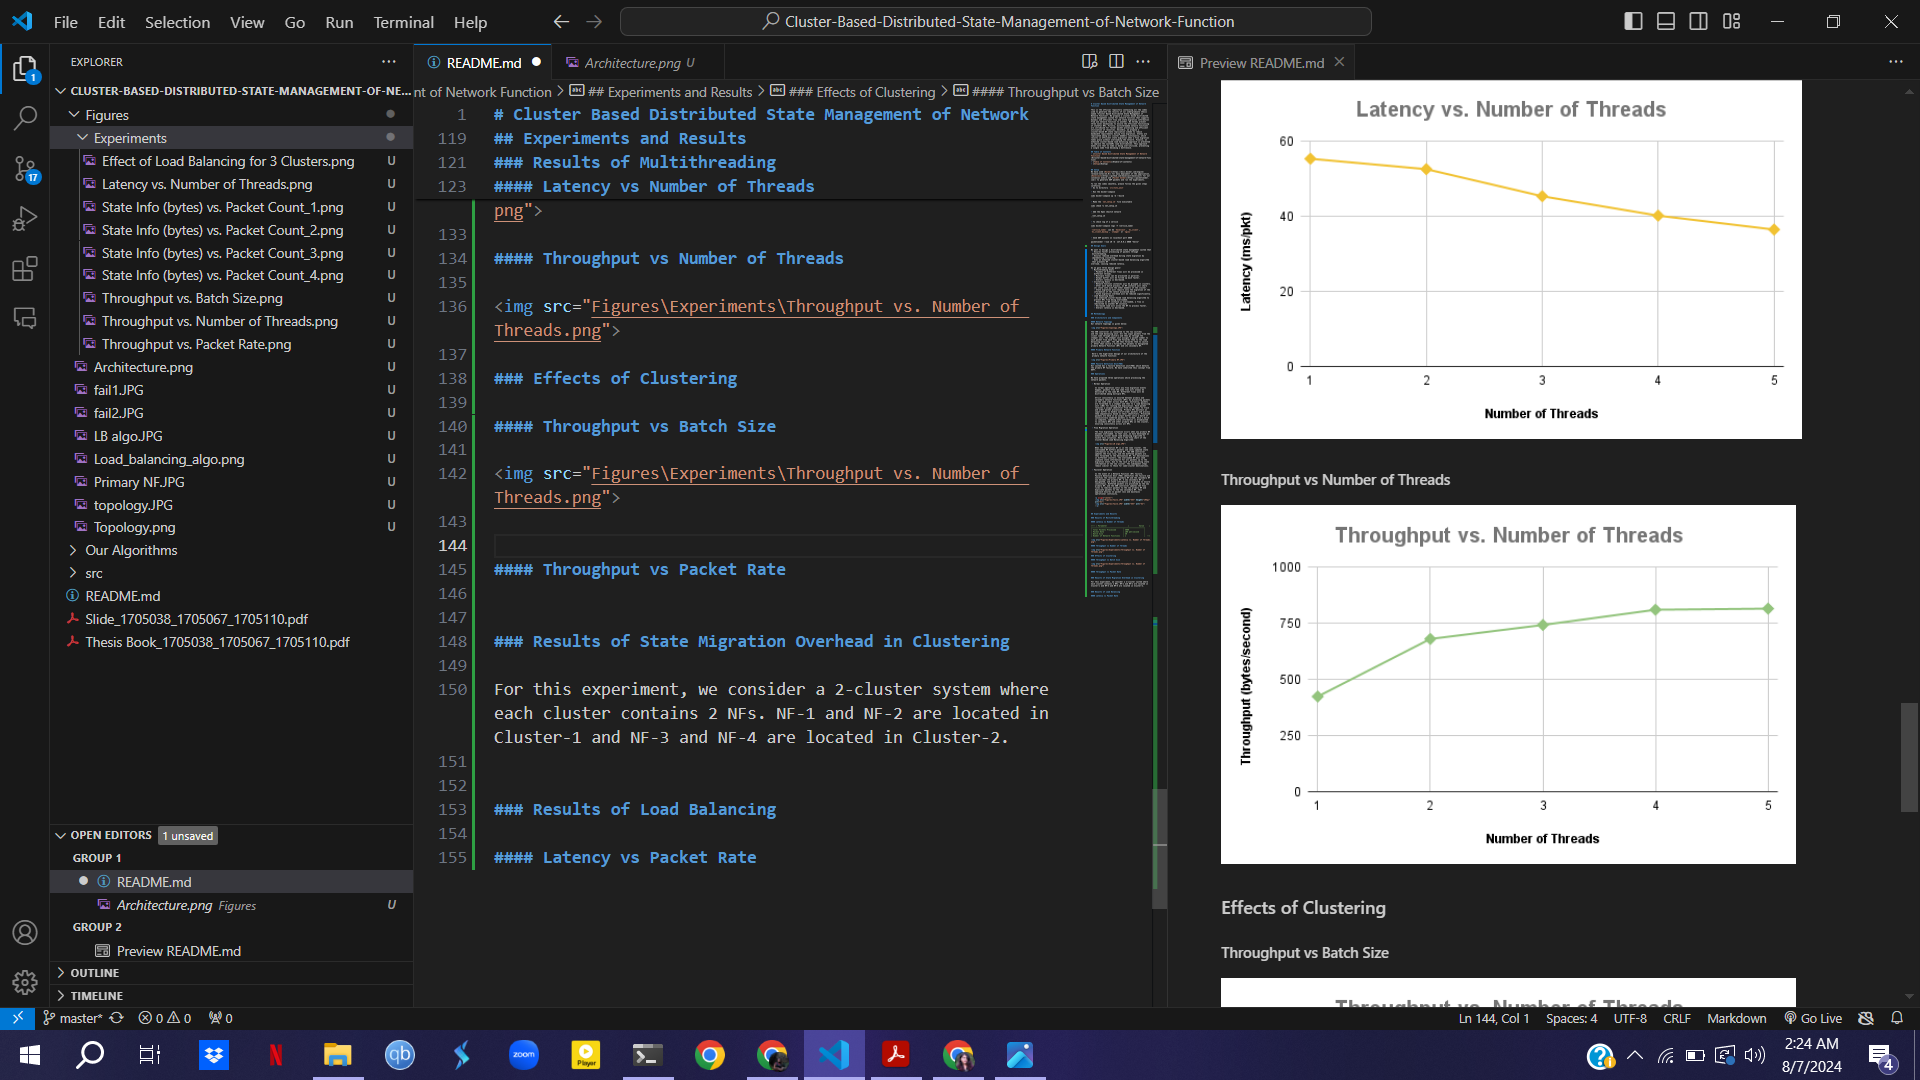 File Edit Selection View Go Run Terminal Help
Cluster-Based-Distributed-State-Management-of-Network-Function
EXPLORER
CLUSTER-BASED-DISTRIBUTED-STATE-MANAGEMENT-OF-NE...
Figures
Experiments
Effect of Load Balancing for 3 Clusters.png U
Latency vs. Number of Threads.png U
State Info (bytes) vs. Packet Count_1.png U
State Info (bytes) vs. Packet Count_2.png U
State Info (bytes) vs. Packet Count_3.png U
State Info (bytes) vs. Packet Count_4.png U
Throughput vs. Batch Size.png U
Throughput vs. Number of Threads.png U
Throughput vs. Packet Rate.png U
Architecture.png U
fail1.JPG U
fail2.JPG U
LB algo.JPG U
Load_balancing_algo.png U
Primary NF.JPG U
topology.JPG U
Topology.png U
Our Algorithms
src
README.md
Slide_1705038_1705067_1705110.pdf
Thesis Book_1705038_1705067_1705110.pdf
OPEN EDITORS 1 unsaved
GROUP 1
README.md
Architecture.png Figures U
GROUP 2
Preview README.md
OUTLINE
TIMELINE
1
17
README.md
Architecture.png U
nt of Network Function > ## Experiments and Results > ### Effects of Clustering > #### Throughput vs Batch Size
1 # Cluster Based Distributed State Management of Network
119 ## Experiments and Results
121 ### Results of Multithreading
123 #### Latency vs Number of Threads
png">
133
134 #### Throughput vs Number of Threads
135
136 <img src="Figures\Experiments\Throughput vs. Number of
Threads.png">
137
138 ### Effects of Clustering
139
140 #### Throughput vs Batch Size
141
142 <img src="Figures\Experiments\Throughput vs. Number of
Threads.png">
143
144
145 #### Throughput vs Packet Rate
146
147
148 ### Results of State Migration Overhead in Clustering
149
150 For this experiment, we consider a 2-cluster system where
each cluster contains 2 NFs. NF-1 and NF-2 are located in
Cluster-1 and NF-3 and NF-4 are located in Cluster-2.
151
152
153 ### Results of Load Balancing
154
155 #### Latency vs Packet Rate
Preview README.md
Latency vs. Number of Threads
60
40
20
0
Latency (ms/pkt)
1 2 3 4 5
Number of Threads
Throughput vs Number of Threads
Throughput vs. Number of Threads
1000
750
500
250
0
Throughput (bytes/second)
1 2 3 4 5
Number of Threads
Effects of Clustering
Throughput vs Batch Size
Throughput vs. Number of Threads
master* 0 0 0
Ln 144, Col 1 Spaces: 4 UTF-8 CRLF Markdown Go Live
qb
zoom
Player
2:24 AM
8/7/2024
4